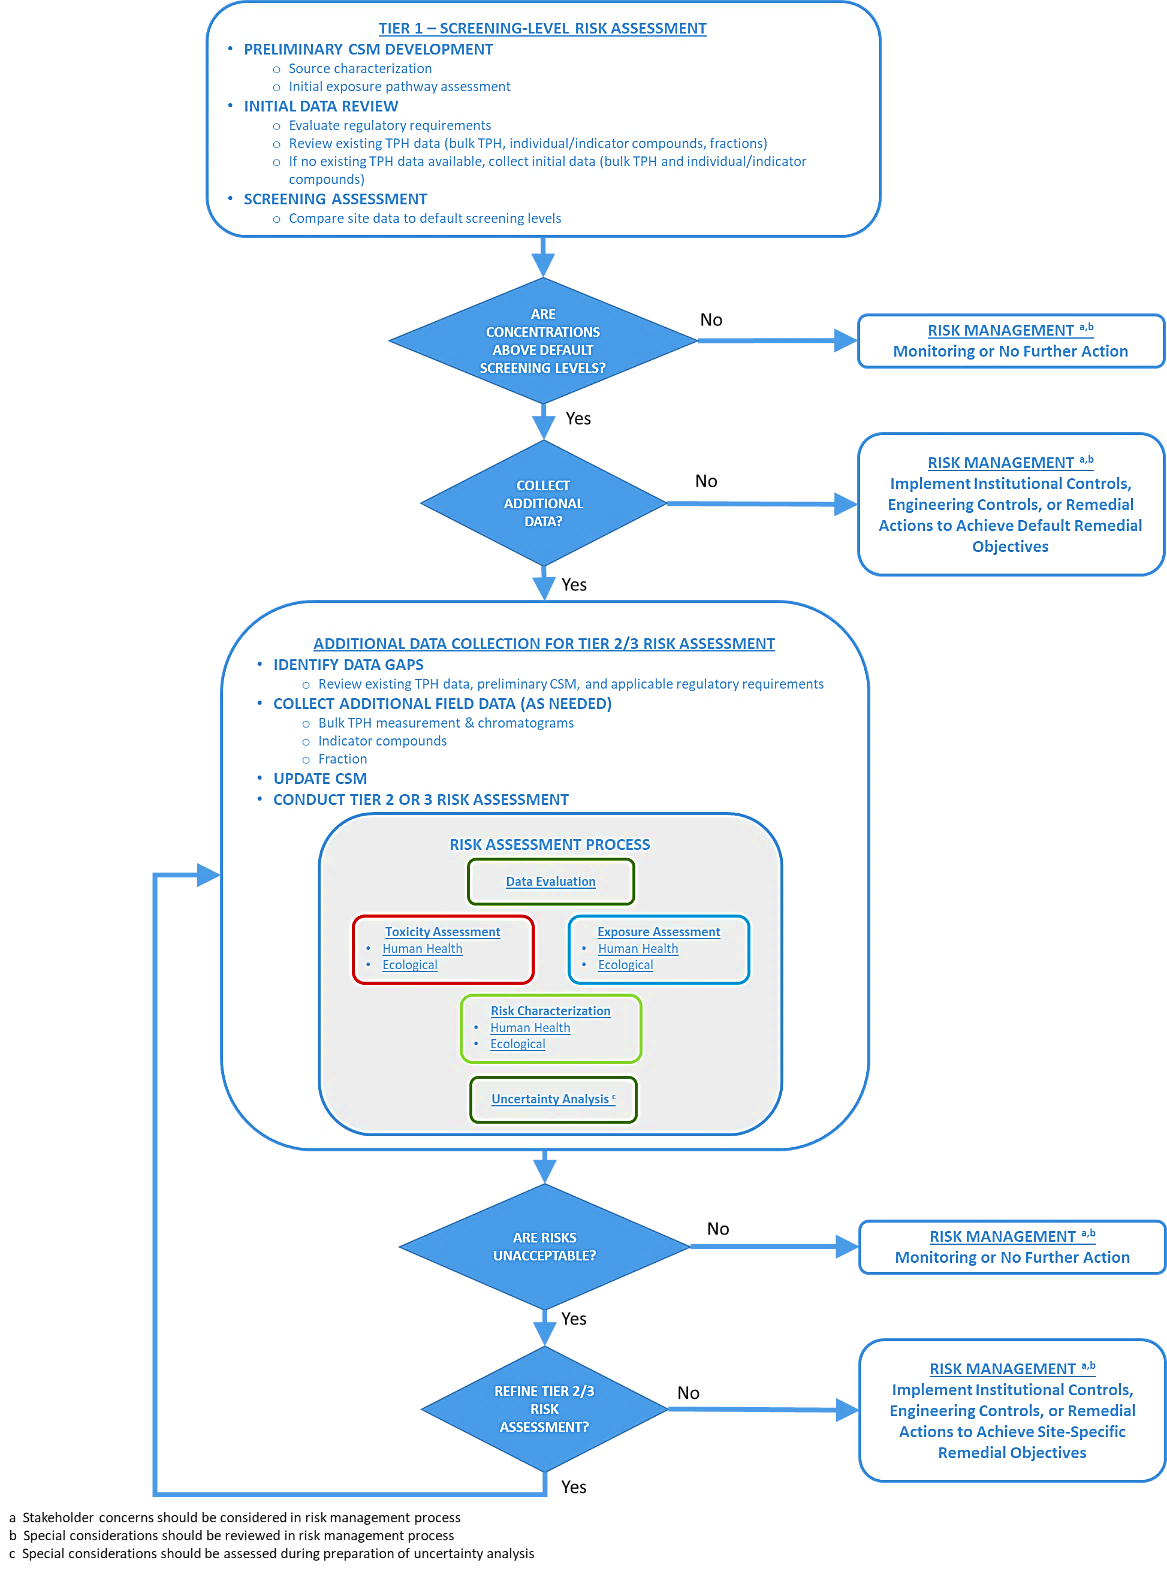 TIER 1 – SCREENING-LEVEL RISK ASSESSMENT
• PRELIMINARY CSM DEVELOPMENT
o Source characterization
o Initial exposure pathway assessment
• INITIAL DATA REVIEW
o Evaluate regulatory requirements
o Review existing TPH data (bulk TPH, individual/indicator compounds, fractions)
o If no existing TPH data available, collect initial data (bulk TPH and individual/indicator
compounds)
• SCREENING ASSESSMENT
o Compare site data to default screening levels
ARE
CONCENTRATIONS
ABOVE DEFAULT
SCREENING LEVELS?
No
RISK MANAGEMENT a,b
Monitoring or No Further Action
Yes
COLLECT
ADDITIONAL
DATA?
No
RISK MANAGEMENT a,b
Implement Institutional Controls,
Engineering Controls, or Remedial
Actions to Achieve Default Remedial
Objectives
Yes
ADDITIONAL DATA COLLECTION FOR TIER 2/3 RISK ASSESSMENT
• IDENTIFY DATA GAPS
o Review existing TPH data, preliminary CSM, and applicable regulatory requirements
• COLLECT ADDITIONAL FIELD DATA (AS NEEDED)
o Bulk TPH measurement & chromatograms
o Indicator compounds
o Fraction
• UPDATE CSM
• CONDUCT TIER 2 OR 3 RISK ASSESSMENT
RISK ASSESSMENT PROCESS
Data Evaluation
Toxicity Assessment
• Human Health
• Ecological
Exposure Assessment
• Human Health
• Ecological
Risk Characterization
• Human Health
• Ecological
Uncertainty Analysis c
ARE RISKS
UNACCEPTABLE?
No
RISK MANAGEMENT a,b
Monitoring or No Further Action
Yes
REFINE TIER 2/3
RISK
ASSESSMENT?
No
RISK MANAGEMENT a,b
Implement Institutional Controls,
Engineering Controls, or Remedial
Actions to Achieve Site-Specific
Remedial Objectives
Yes
a Stakeholder concerns should be considered in risk management process
b Special considerations should be reviewed in risk management process
c Special considerations should be assessed during preparation of uncertainty analysis